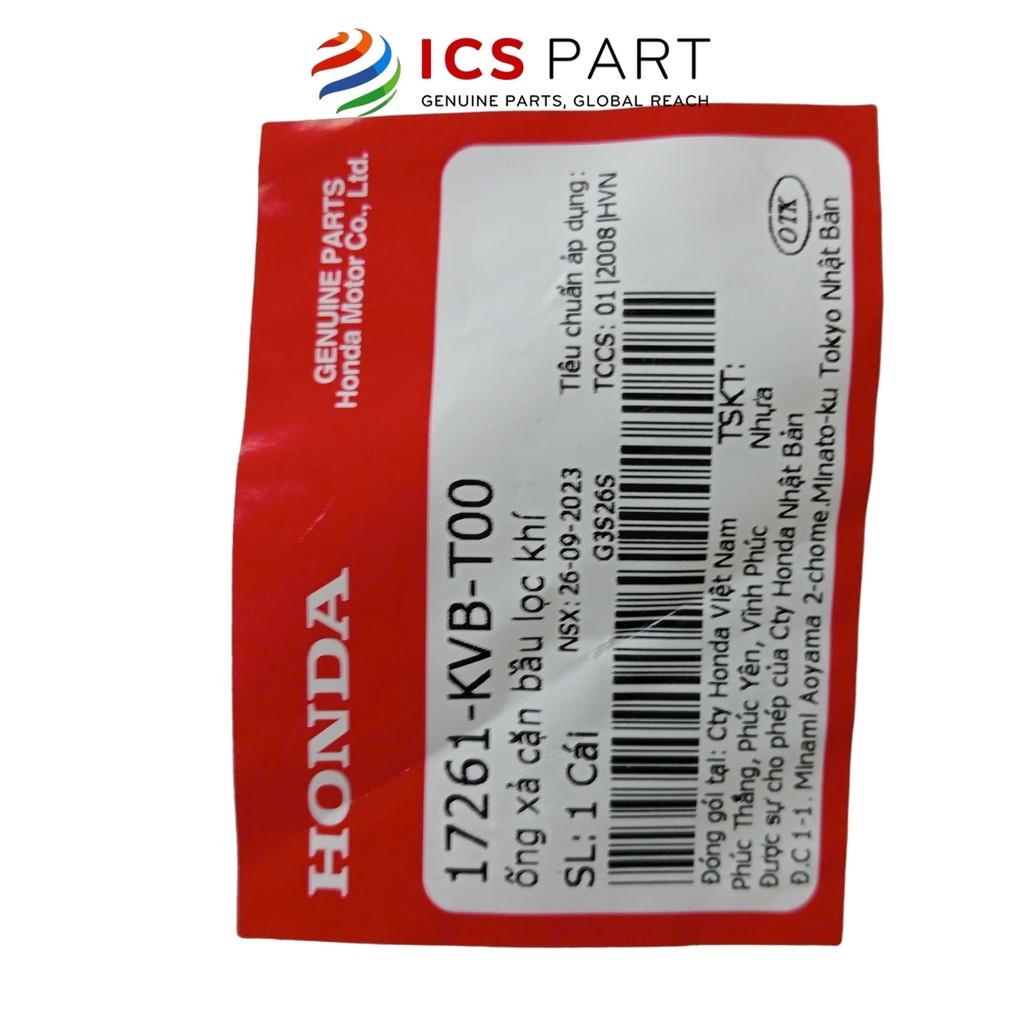 ICS PART
GENUINE PARTS, GLOBAL REACH
HONDA
GENUINE PARTS
Honda Motor Co., Ltd.
17261-KVB-T00
ống xả cặn bầu lọc khí
SL: 1 Cái
NSX: 26-09-2023
Tiêu chuẩn áp dụng:
G3S26S
TCCS: 01|2008|HVN
Đóng gói tại: Cty Honda Việt Nam
TSKT:
Phúc Thắng, Phúc Yên, Vĩnh Phúc
Nhựa
Được sự cho phép của Cty Honda Nhật Bản
Đ.C 1-1. Minami Aoyama 2-chome.Minato-ku Tokyo Nhật Bản
OTK